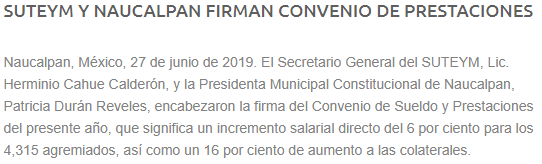 SUTEYM Y NAUCALPAN FIRMAN CONVENIO DE PRESTACIONES
Naucalpan, México, 27 de junio de 2019. El Secretario General del SUTEYM, Lic.
Herminio Cahue Calderón, y la Presidenta Municipal Constitucional de Naucalpan,
Patricia Durán Reveles, encabezaron la firma del Convenio de Sueldo y Prestaciones
del presente año, que significa un incremento salarial directo del 6 por ciento para los
4,315 agremiados, así como un 16 por ciento de aumento a las colaterales.